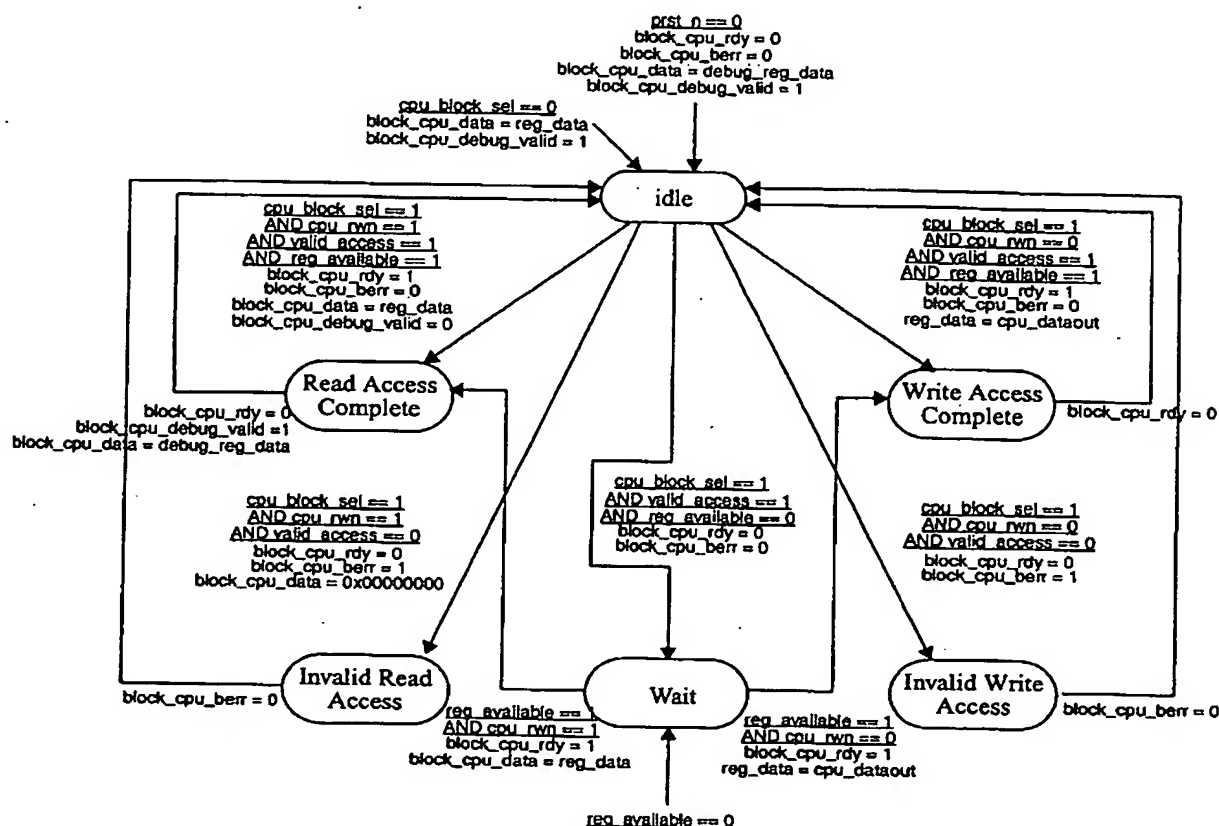 prst_n == 0
block_cpu_rdy = 0
block_cpu_berr = 0
block_cpu_data = debug_reg_data
block_cpu_debug_valid = 1
cpu_block_sel == 0
block_cpu_data = reg_data
block_cpu_debug_valid = 1
idle
cpu_block_sel == 1
AND cpu_rwn == 1
AND valid_access == 1
AND reg_available == 1
block_cpu_rdy = 1
block_cpu_berr = 0
block_cpu_data = reg_data
block_cpu_debug_valid = 0
cpu_block_sel == 1
AND cpu_rwn == 0
AND valid_access == 1
AND reg_available == 1
block_cpu_rdy = 1
block_cpu_berr = 0
reg_data = cpu_dataout
Read Access
Complete
Write Access
Complete
block_cpu_rdy = 0
block_cpu_debug_valid =1
block_cpu_data = debug_reg_data
block_cpu_rdy = 0
cpu_block_sel == 1
AND cpu_rwn == 1
AND valid_access == 0
block_cpu_rdy = 0
block_cpu_berr = 1
block_cpu_data = 0x00000000
cpu_block_sel == 1
AND valid_access == 1
AND reg_available == 0
block_cpu_rdy = 0
block_cpu_berr = 0
cpu_block_sel == 1
AND cpu_rwn == 0
AND valid_access == 0
block_cpu_rdy = 0
block_cpu_berr = 1
Invalid Read
Access
Wait
Invalid Write
Access
block_cpu_berr = 0
block_cpu_berr = 0
reg_available == 1
AND cpu_rwn == 1
block_cpu_rdy = 1
block_cpu_data = reg_data
reg_available == 1
AND cpu_rwn == 0
block_cpu_rdy = 1
reg_data = cpu_dataout
reg_available == 0